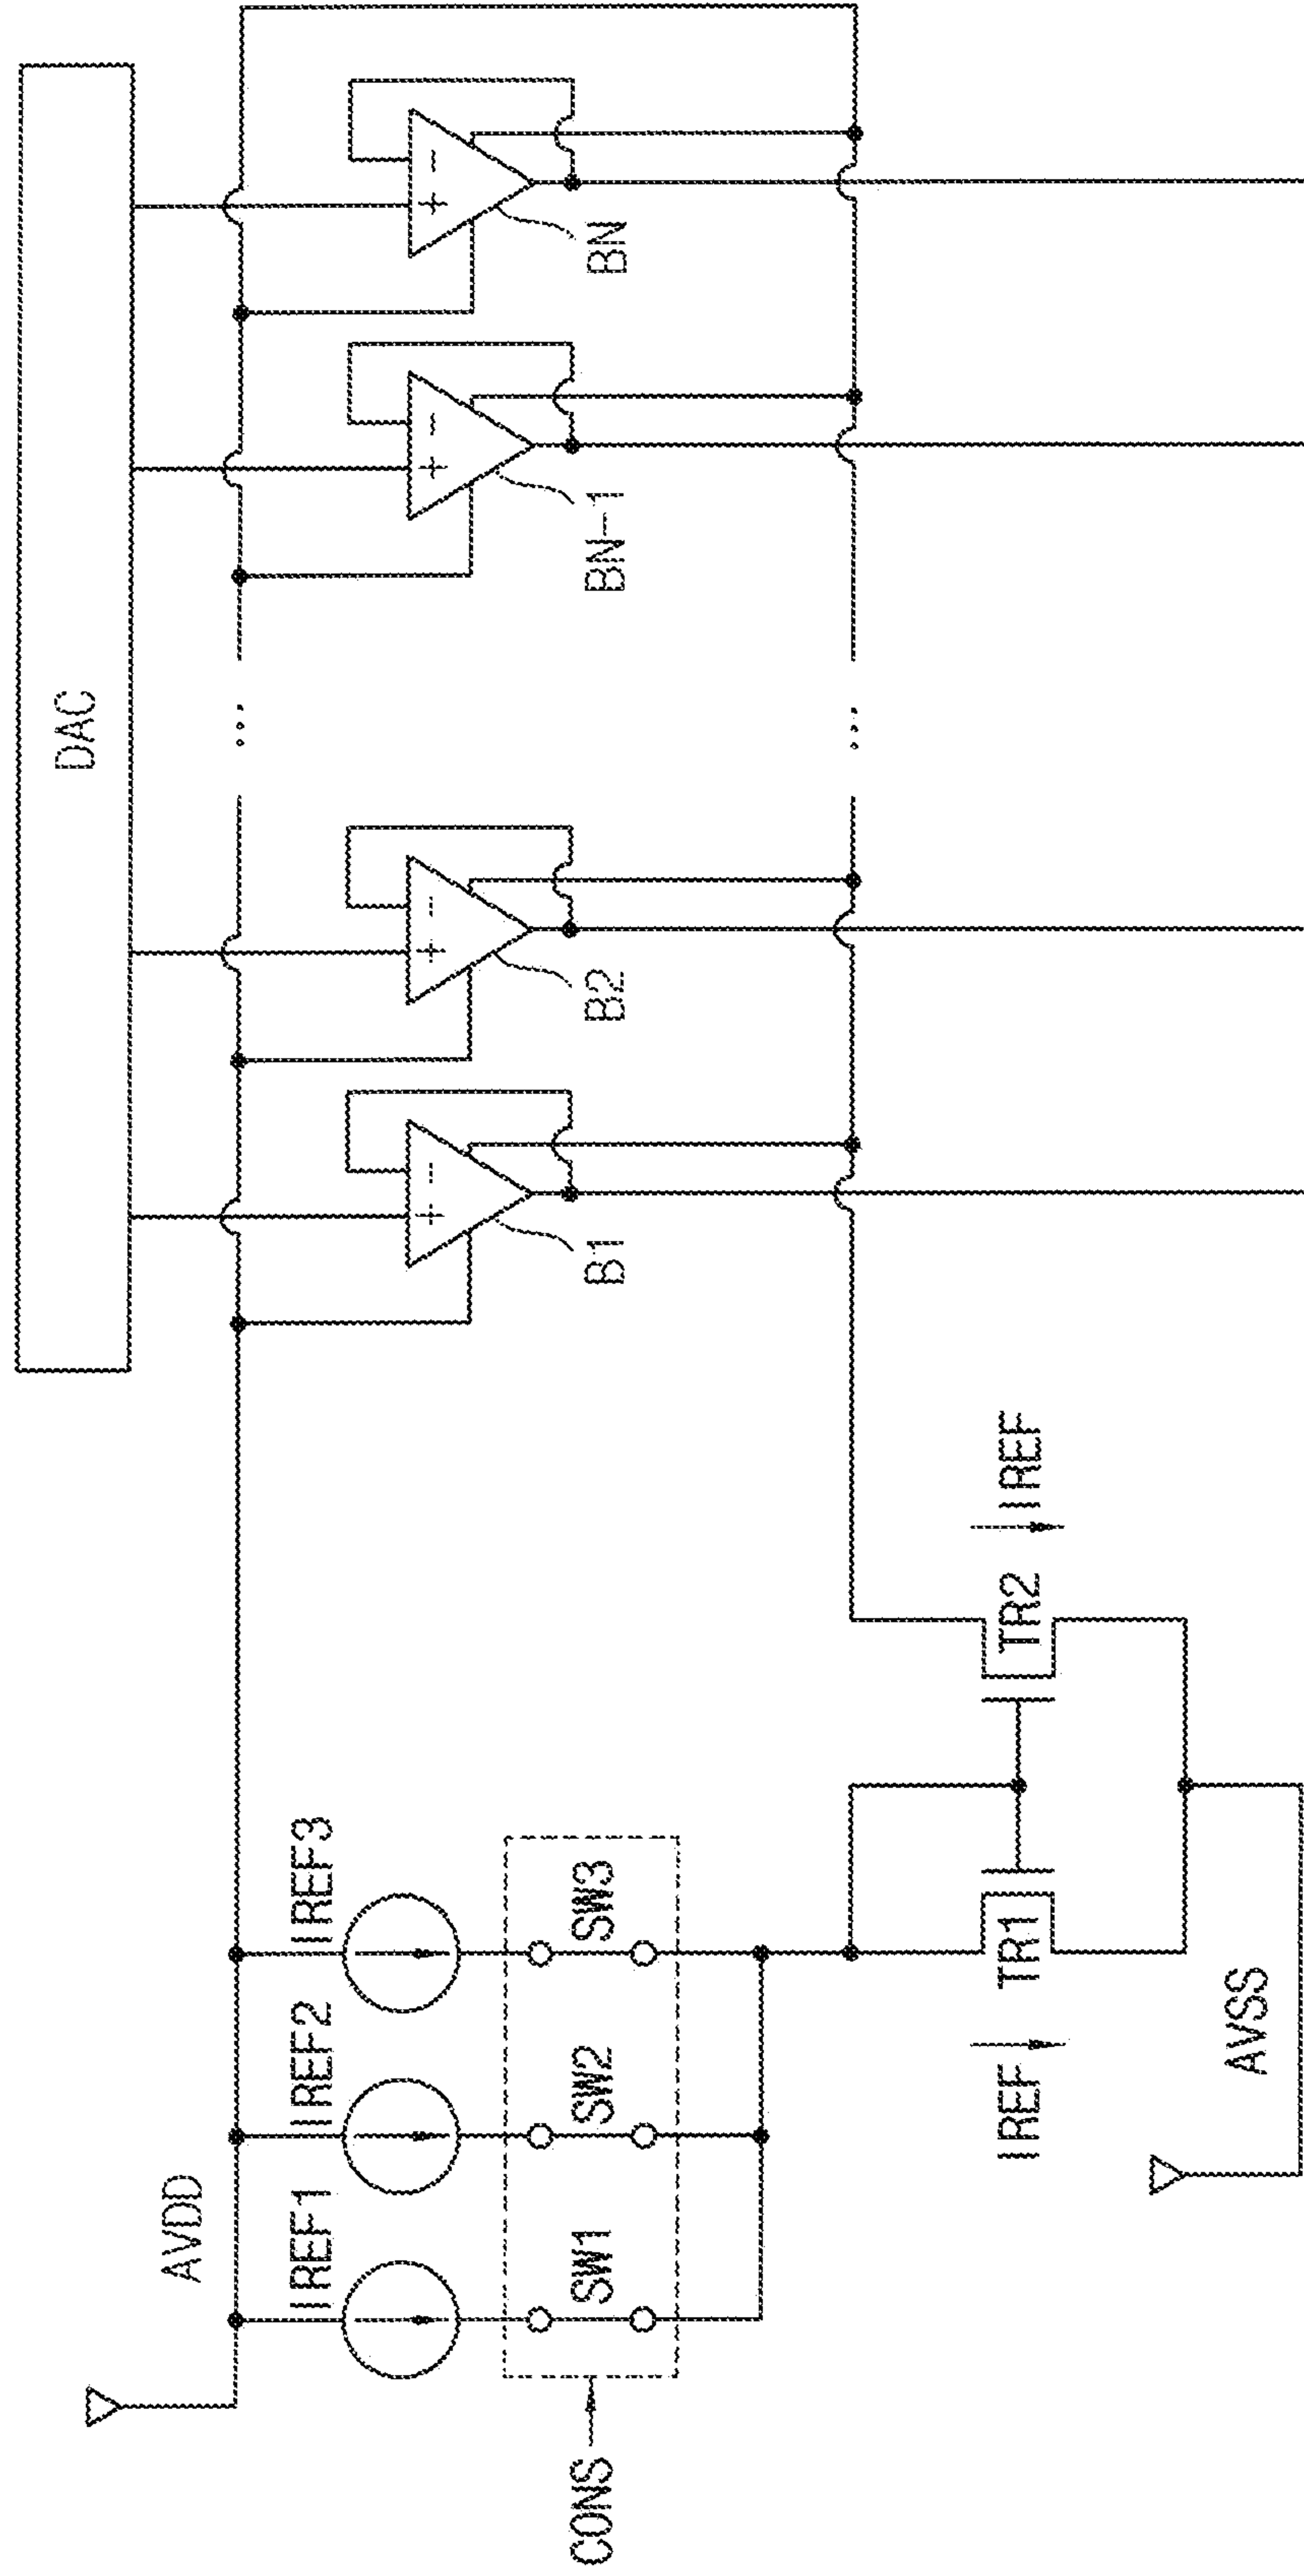 DAC
AVDD
IREF1
IREF2
IREF3
CONS
SW1
SW2
SW3
+
−
B1
+
−
B2
...
+
−
BN-1
+
−
BN
...
IREF
TR1
TR2
IREF
AVSS